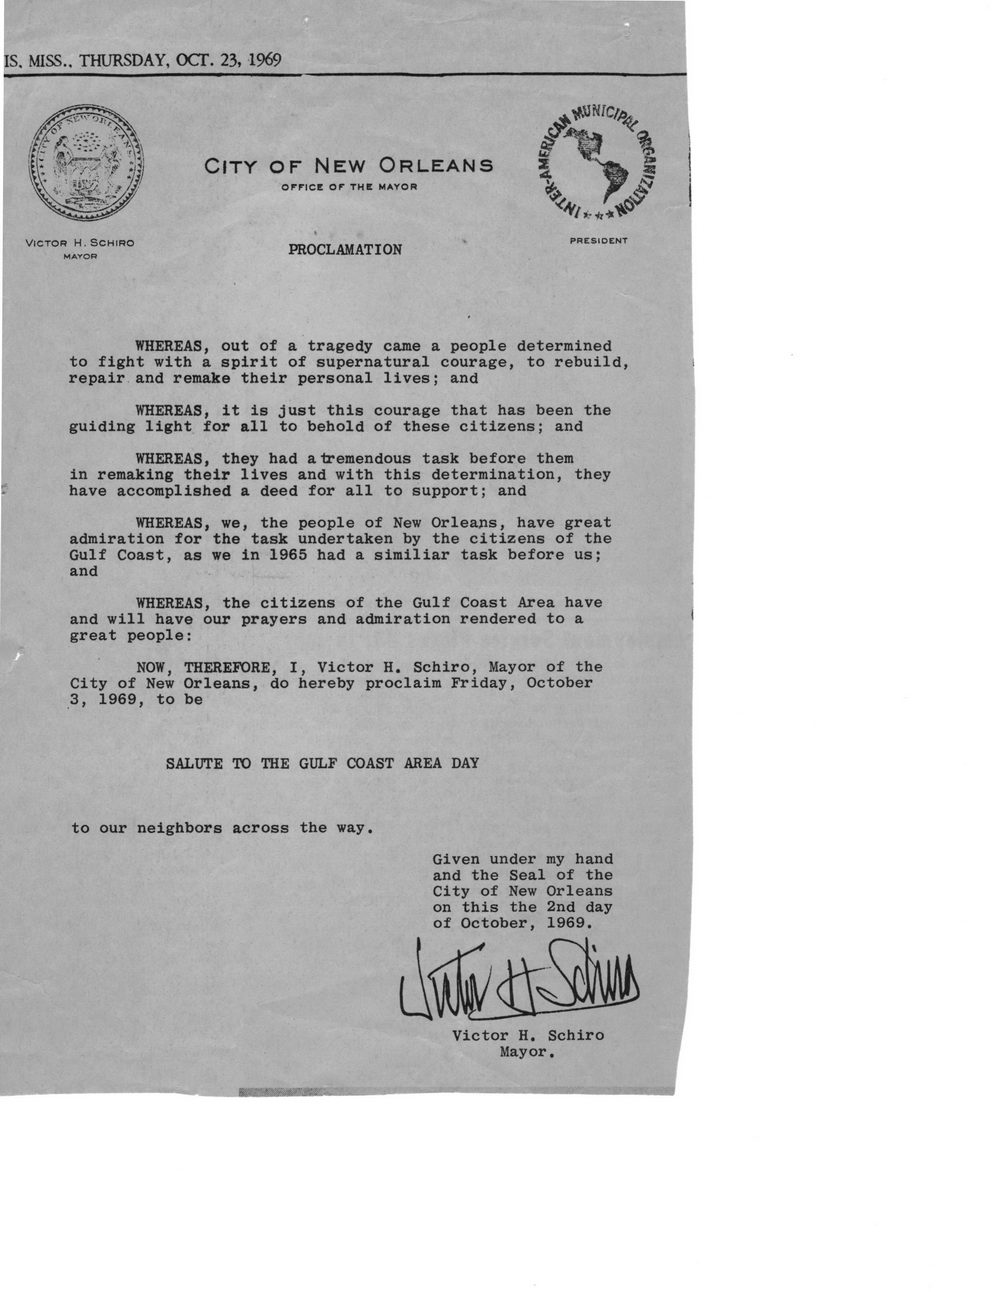 IS, MISS., THURSDAY, OCT. 23, 1969
CITY OF NEW ORLEANS
INTER-AMERICAN MUNICIPAL ORGANIZATION
CITY OF NEW ORLEANS
OFFICE OF THE MAYOR
VICTOR H. SCHIRO
MAYOR
PRESIDENT
PROCLAMATION
WHEREAS, out of a tragedy came a people determined
to fight with a spirit of supernatural courage, to rebuild,
repair and remake their personal lives; and
WHEREAS, it is just this courage that has been the
guiding light for all to behold of these citizens; and
WHEREAS, they had a tremendous task before them
in remaking their lives and with this determination, they
have accomplished a deed for all to support; and
WHEREAS, we, the people of New Orleans, have great
admiration for the task undertaken by the citizens of the
Gulf Coast, as we in 1965 had a similiar task before us;
and
WHEREAS, the citizens of the Gulf Coast Area have
and will have our prayers and admiration rendered to a
great people:
NOW, THEREFORE, I, Victor H. Schiro, Mayor of the
City of New Orleans, do hereby proclaim Friday, October
3, 1969, to be
SALUTE TO THE GULF COAST AREA DAY
to our neighbors across the way.
Given under my hand
and the Seal of the
City of New Orleans
on this the 2nd day
of October, 1969.
Victor H Schiro
Victor H. Schiro
Mayor.